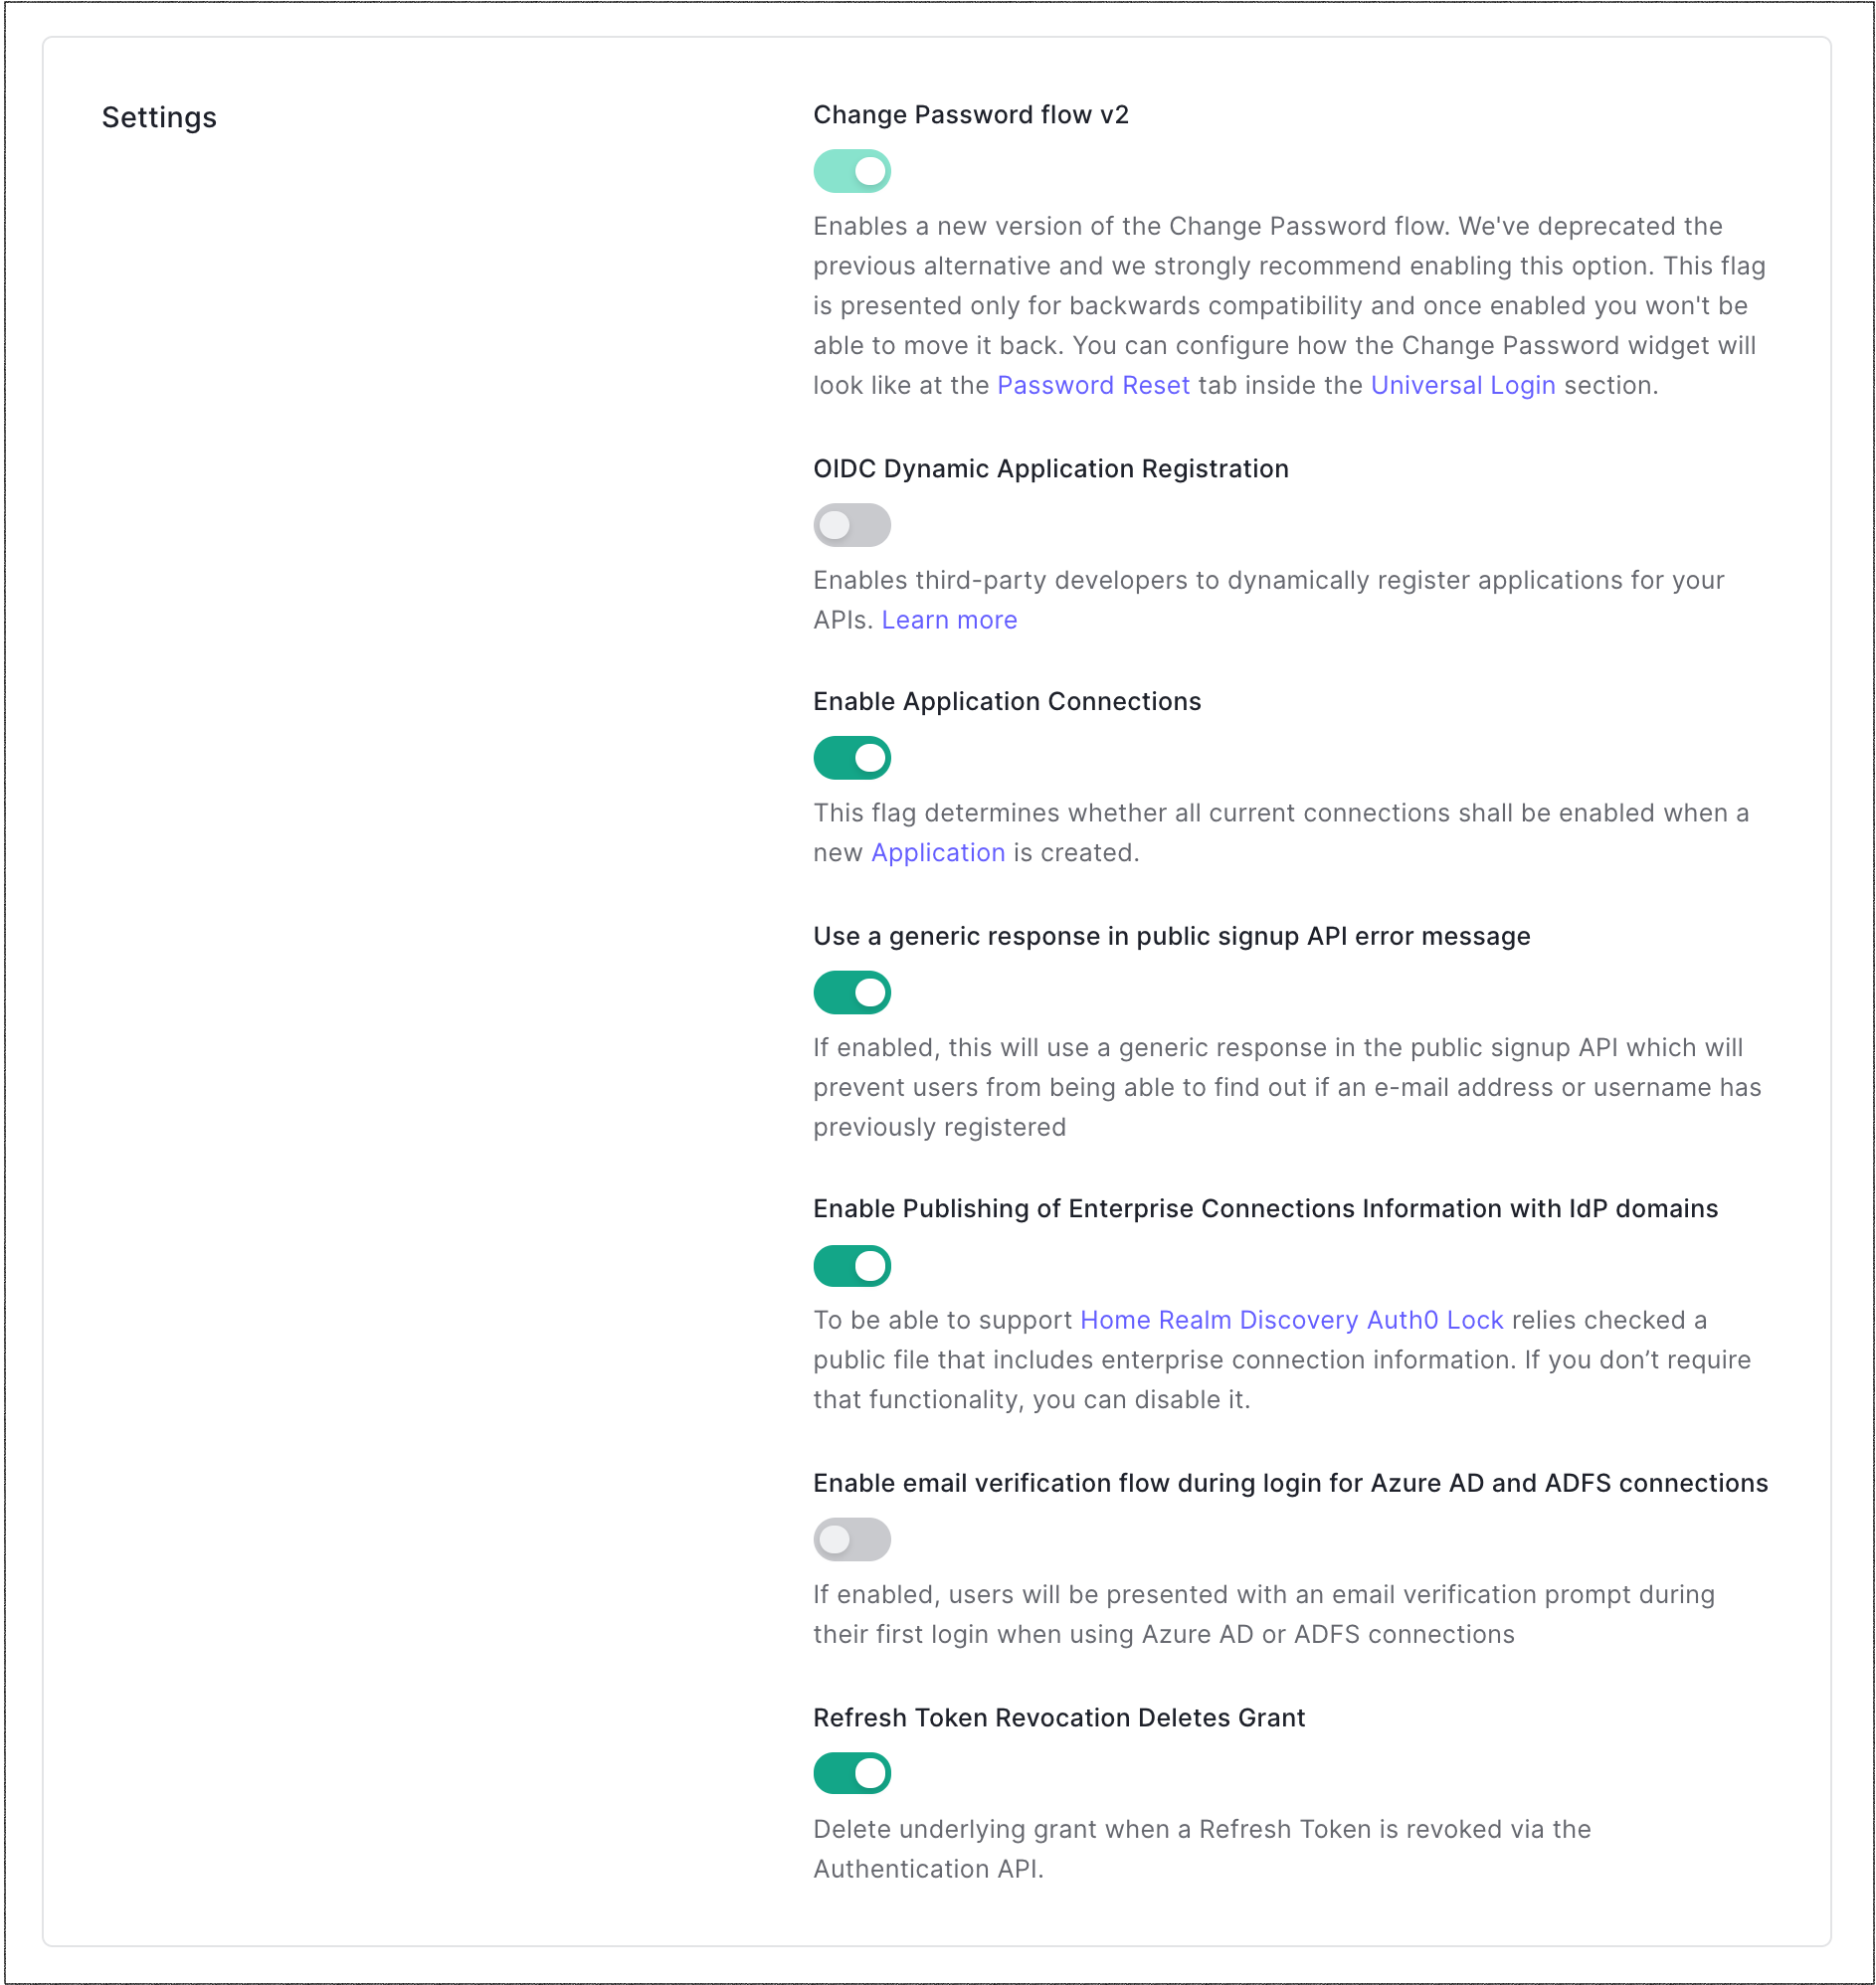 Settings
Change Password flow v2
Enables a new version of the Change Password flow. We've deprecated the
previous alternative and we strongly recommend enabling this option. This flag
is presented only for backwards compatibility and once enabled you won't be
able to move it back. You can configure how the Change Password widget will
look like at the Password Reset tab inside the Universal Login section.
OIDC Dynamic Application Registration
Enables third-party developers to dynamically register applications for your
APIs. Learn more
Enable Application Connections
This flag determines whether all current connections shall be enabled when a
new Application is created.
Use a generic response in public signup API error message
If enabled, this will use a generic response in the public signup API which will
prevent users from being able to find out if an e-mail address or username has
previously registered
Enable Publishing of Enterprise Connections Information with IdP domains
To be able to support Home Realm Discovery Auth0 Lock relies checked a
public file that includes enterprise connection information. If you don’t require
that functionality, you can disable it.
Enable email verification flow during login for Azure AD and ADFS connections
If enabled, users will be presented with an email verification prompt during
their first login when using Azure AD or ADFS connections
Refresh Token Revocation Deletes Grant
Delete underlying grant when a Refresh Token is revoked via the
Authentication API.